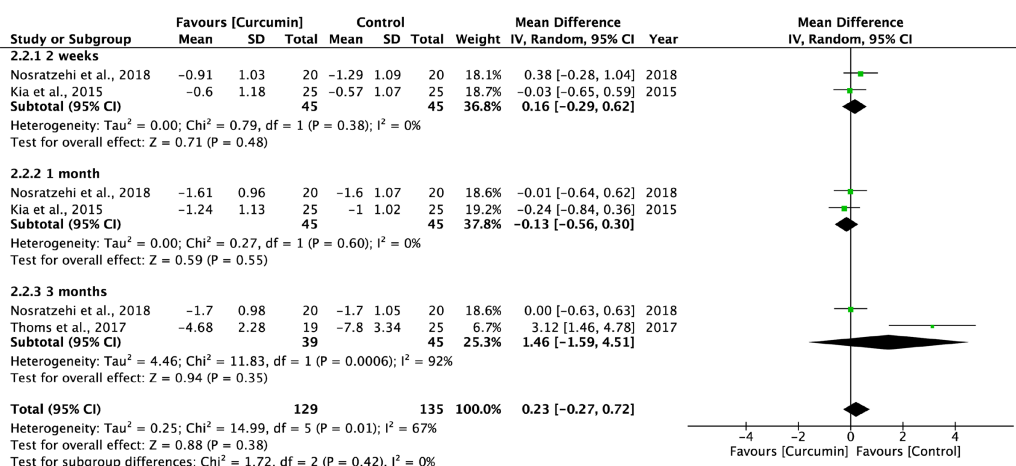 Favours [Curcumin] Control Mean Difference Mean Difference
Study or Subgroup Mean SD Total Mean SD Total Weight IV, Random, 95% CI Year IV, Random, 95% CI
2.2.1 2 weeks
Nosratzehi et al., 2018 −0.91 1.03 20 −1.29 1.09 20 18.1% 0.38 [−0.28, 1.04] 2018
Kia et al., 2015 −0.6 1.18 25 −0.57 1.07 25 18.7% −0.03 [−0.65, 0.59] 2015
Subtotal (95% CI) 45 45 36.8% 0.16 [−0.29, 0.62]
Heterogeneity: Tau² = 0.00; Chi² = 0.79, df = 1 (P = 0.38); I² = 0%
Test for overall effect: Z = 0.71 (P = 0.48)
2.2.2 1 month
Nosratzehi et al., 2018 −1.61 0.96 20 −1.6 1.07 20 18.6% −0.01 [−0.64, 0.62] 2018
Kia et al., 2015 −1.24 1.13 25 −1 1.02 25 19.2% −0.24 [−0.84, 0.36] 2015
Subtotal (95% CI) 45 45 37.8% −0.13 [−0.56, 0.30]
Heterogeneity: Tau² = 0.00; Chi² = 0.27, df = 1 (P = 0.60); I² = 0%
Test for overall effect: Z = 0.59 (P = 0.55)
2.2.3 3 months
Nosratzehi et al., 2018 −1.7 0.98 20 −1.7 1.05 20 18.6% 0.00 [−0.63, 0.63] 2018
Thoms et al., 2017 −4.68 2.28 19 −7.8 3.34 25 6.7% 3.12 [1.46, 4.78] 2017
Subtotal (95% CI) 39 45 25.3% 1.46 [−1.59, 4.51]
Heterogeneity: Tau² = 4.46; Chi² = 11.83, df = 1 (P = 0.0006); I² = 92%
Test for overall effect: Z = 0.94 (P = 0.35)
Total (95% CI) 129 135 100.0% 0.23 [−0.27, 0.72]
Heterogeneity: Tau² = 0.25; Chi² = 14.99, df = 5 (P = 0.01); I² = 67%
Test for overall effect: Z = 0.88 (P = 0.38)
Test for subgroup differences: Chi² = 1.72, df = 2 (P = 0.42), I² = 0%
−4 −2 0 2 4
Favours [Curcumin] Favours [Control]